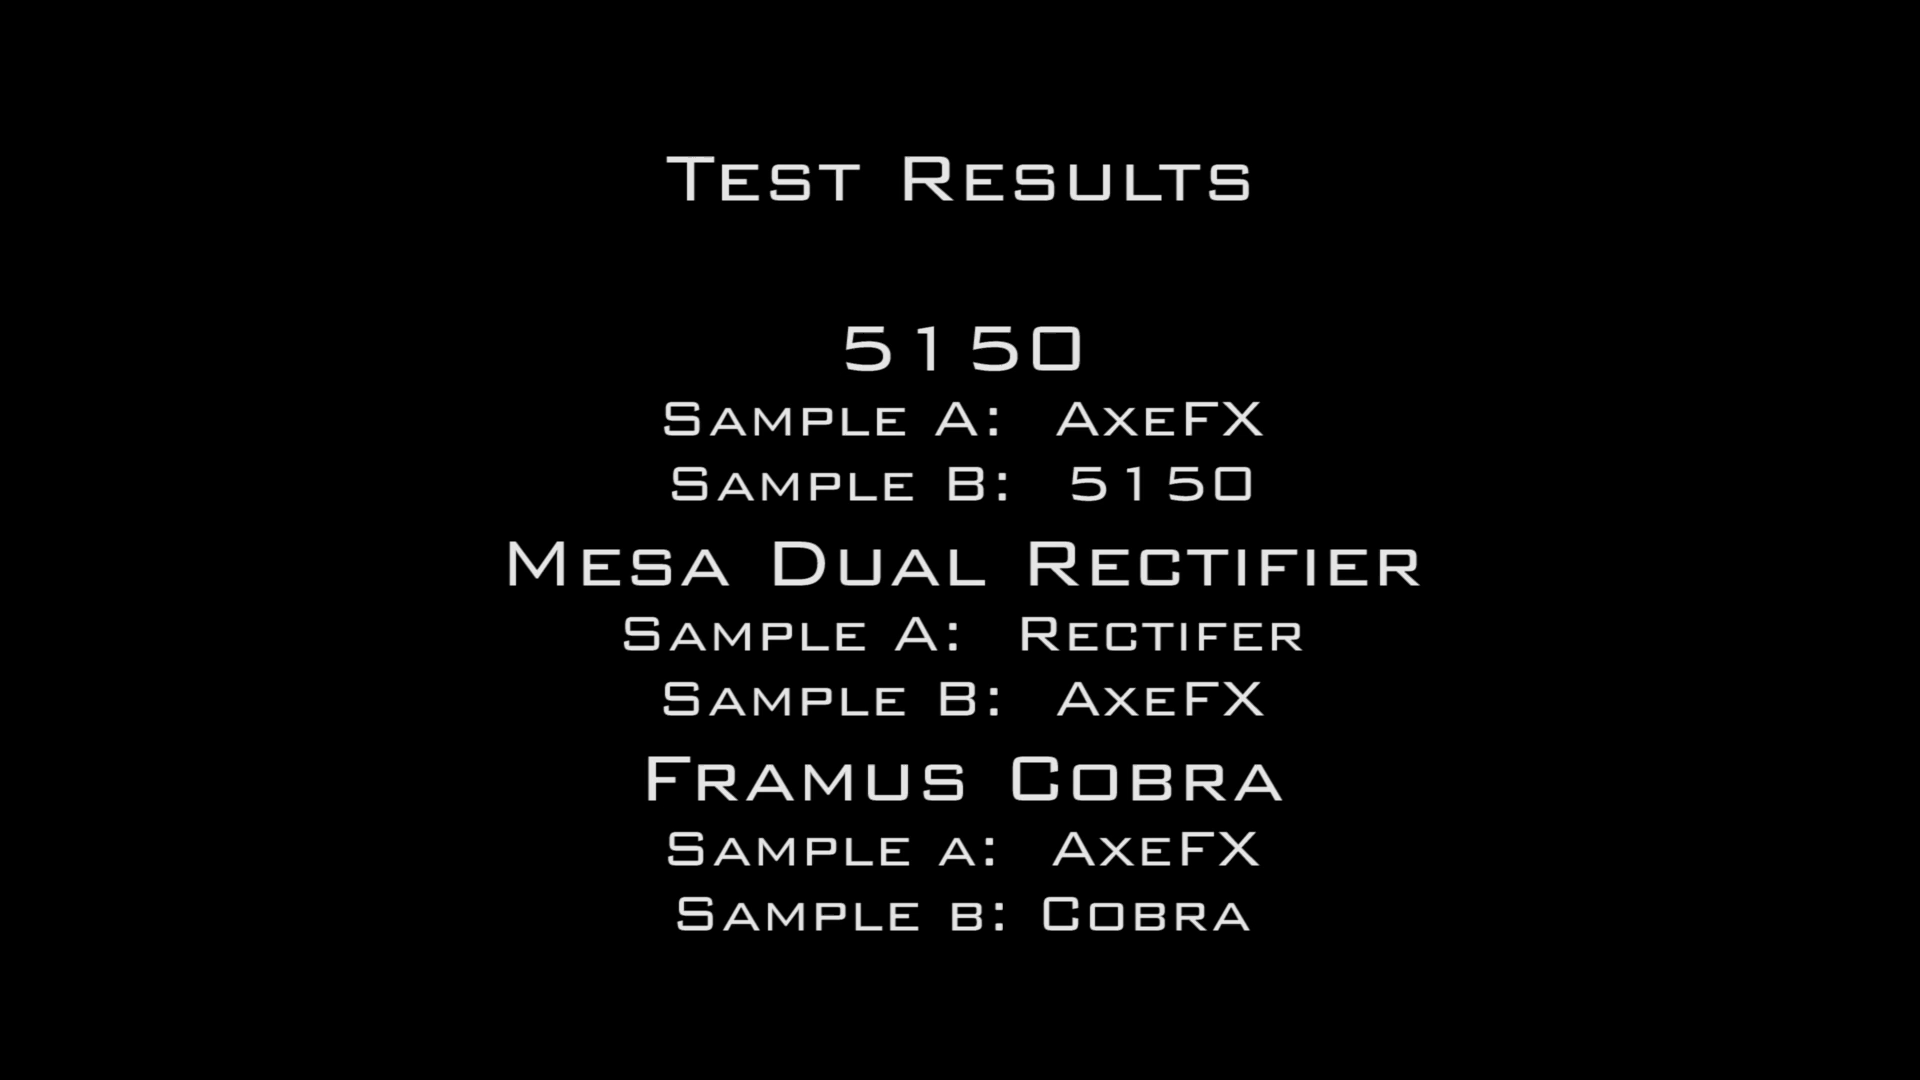 Test Results
5150
Sample A: AxeFX
Sample B: 5150
Mesa Dual Rectifier
Sample A: Rectifer
Sample B: AxeFX
Framus Cobra
Sample a: AxeFX
Sample b: Cobra